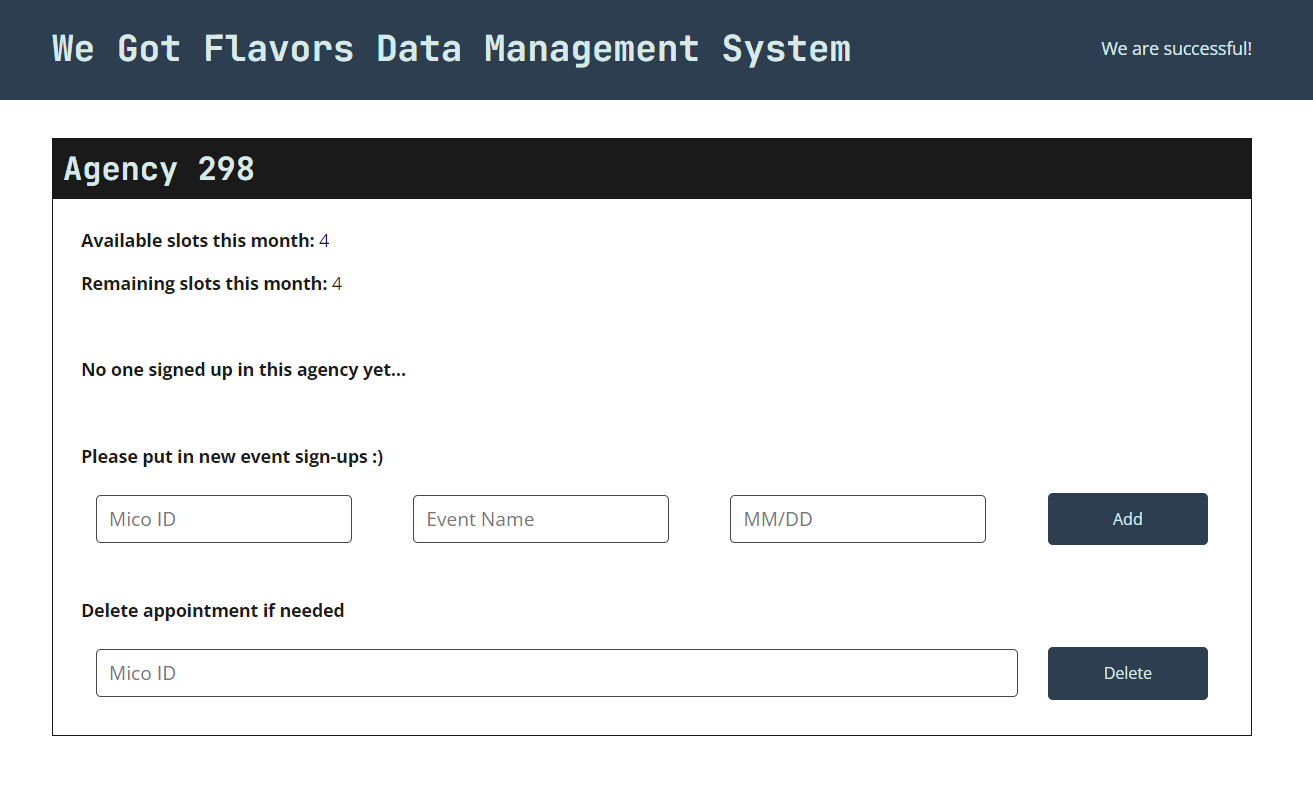 We Got Flavors Data Management System
We are successful!
Agency 298
Available slots this month: 4
Remaining slots this month: 4
No one signed up in this agency yet...
Please put in new event sign-ups :)
Mico ID
Event Name
MM/DD
Add
Delete appointment if needed
Mico ID
Delete